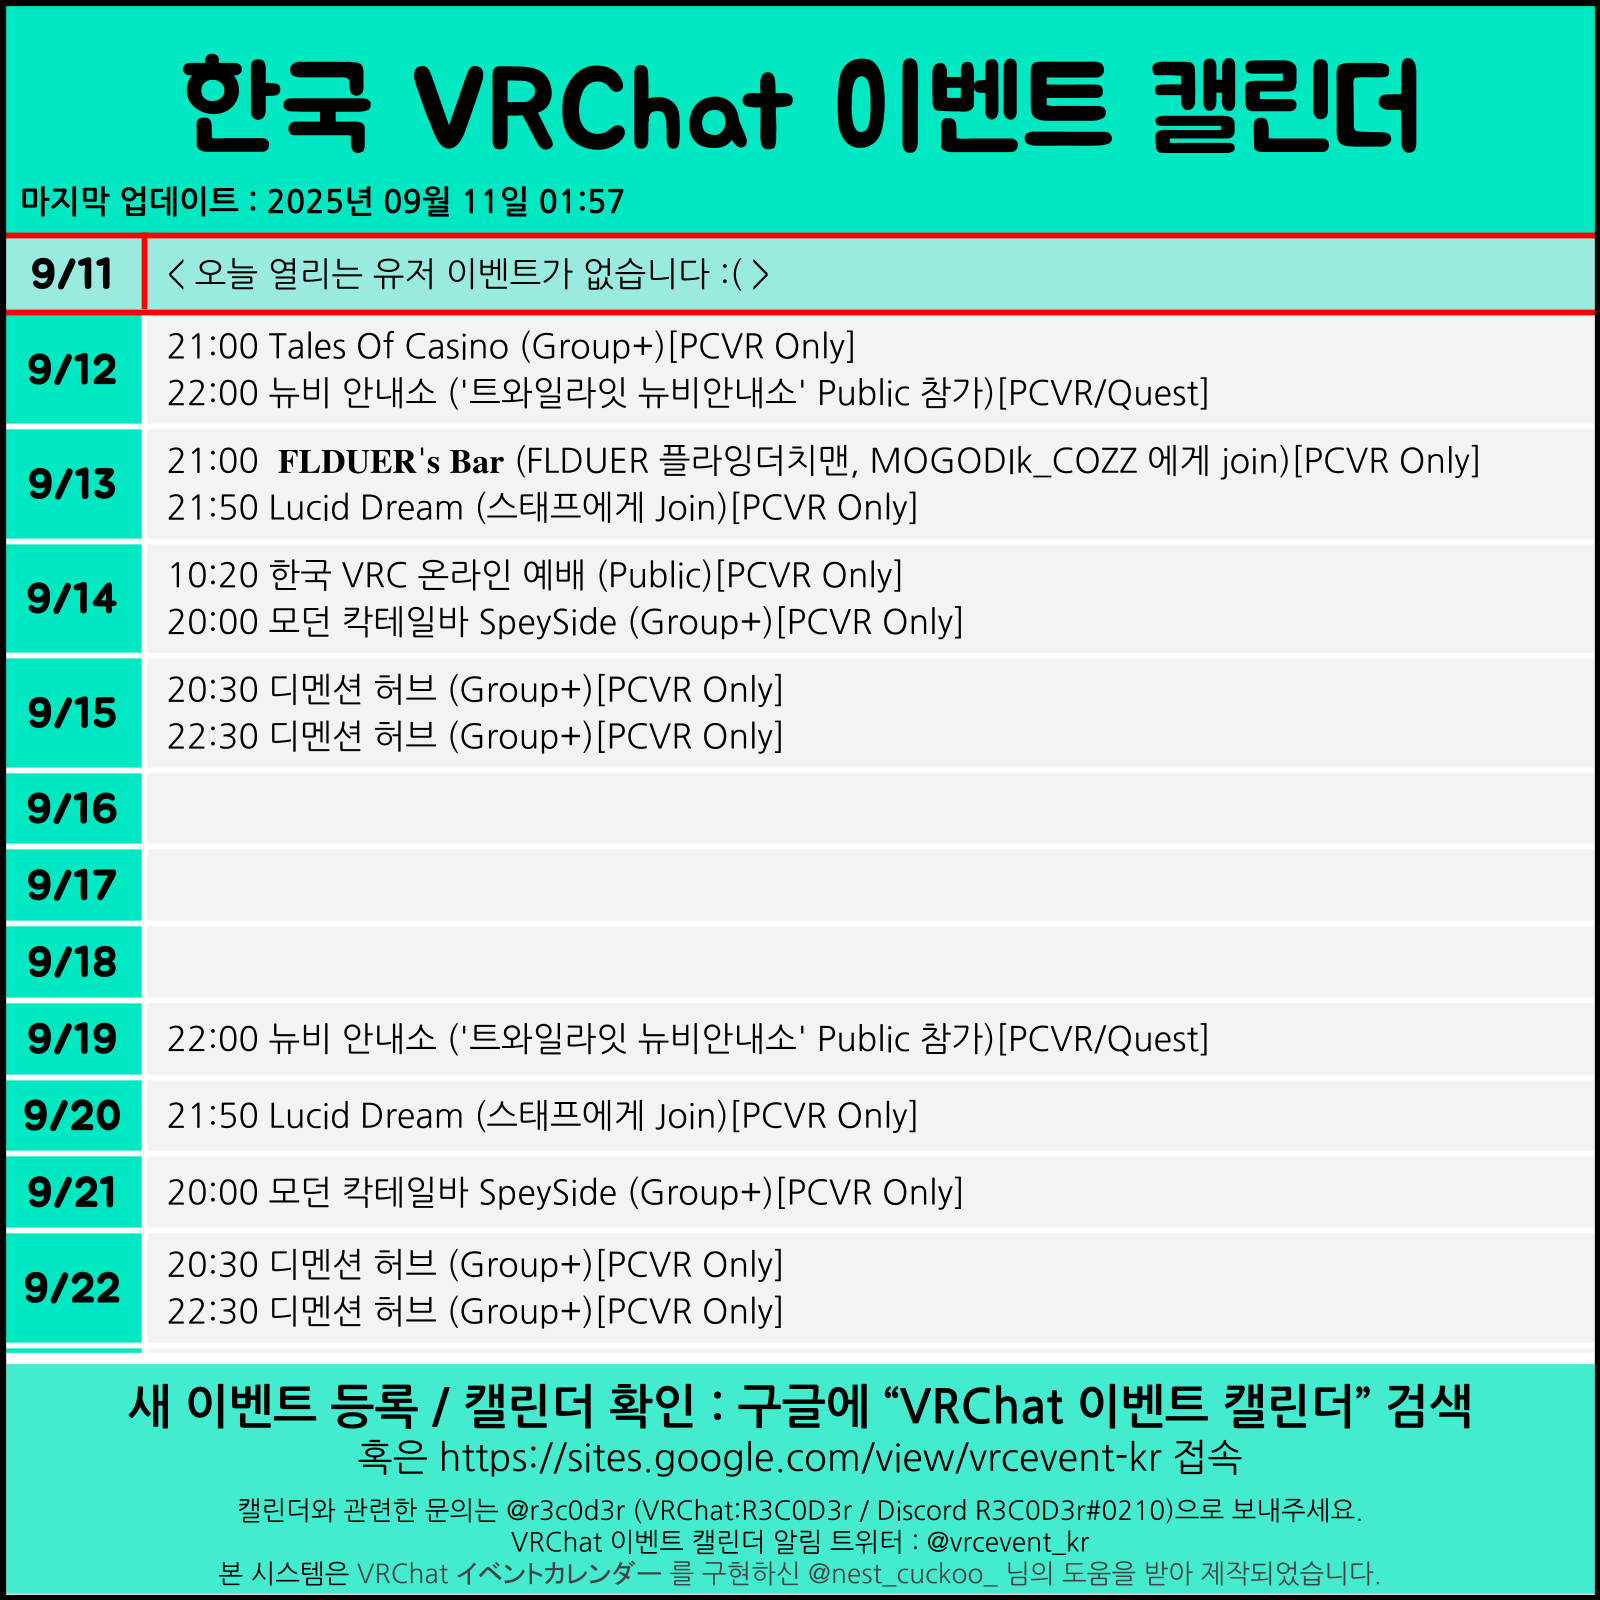 한국 VRChat 이벤트 캘린더
마지막 업데이트 : 2025년 09월 11일 01:57
9/11
< 오늘 열리는 유저 이벤트가 없습니다 :( >
9/12
21:00 Tales Of Casino (Group+)[PCVR Only]
22:00 뉴비 안내소 ('트와일라잇 뉴비안내소' Public 참가)[PCVR/Quest]
9/13
21:00 FLDUER's Bar (FLDUER 플라잉더치맨, MOGODIk_COZZ 에게 join)[PCVR Only]
21:50 Lucid Dream (스태프에게 Join)[PCVR Only]
9/14
10:20 한국 VRC 온라인 예배 (Public)[PCVR Only]
20:00 모던 칵테일바 SpeySide (Group+)[PCVR Only]
9/15
20:30 디멘션 허브 (Group+)[PCVR Only]
22:30 디멘션 허브 (Group+)[PCVR Only]
9/16
9/17
9/18
9/19
22:00 뉴비 안내소 ('트와일라잇 뉴비안내소' Public 참가)[PCVR/Quest]
9/20
21:50 Lucid Dream (스태프에게 Join)[PCVR Only]
9/21
20:00 모던 칵테일바 SpeySide (Group+)[PCVR Only]
9/22
20:30 디멘션 허브 (Group+)[PCVR Only]
22:30 디멘션 허브 (Group+)[PCVR Only]
새 이벤트 등록 / 캘린더 확인 : 구글에 “VRChat 이벤트 캘린더” 검색
혹은 https://sites.google.com/view/vrcevent-kr 접속
캘린더와 관련한 문의는 @r3c0d3r (VRChat:R3C0D3r / Discord R3C0D3r#0210)으로 보내주세요.
VRChat 이벤트 캘린더 알림 트위터 : @vrcevent_kr
본 시스템은 VRChat イベントカレンダー 를 구현하신 @nest_cuckoo_ 님의 도움을 받아 제작되었습니다.